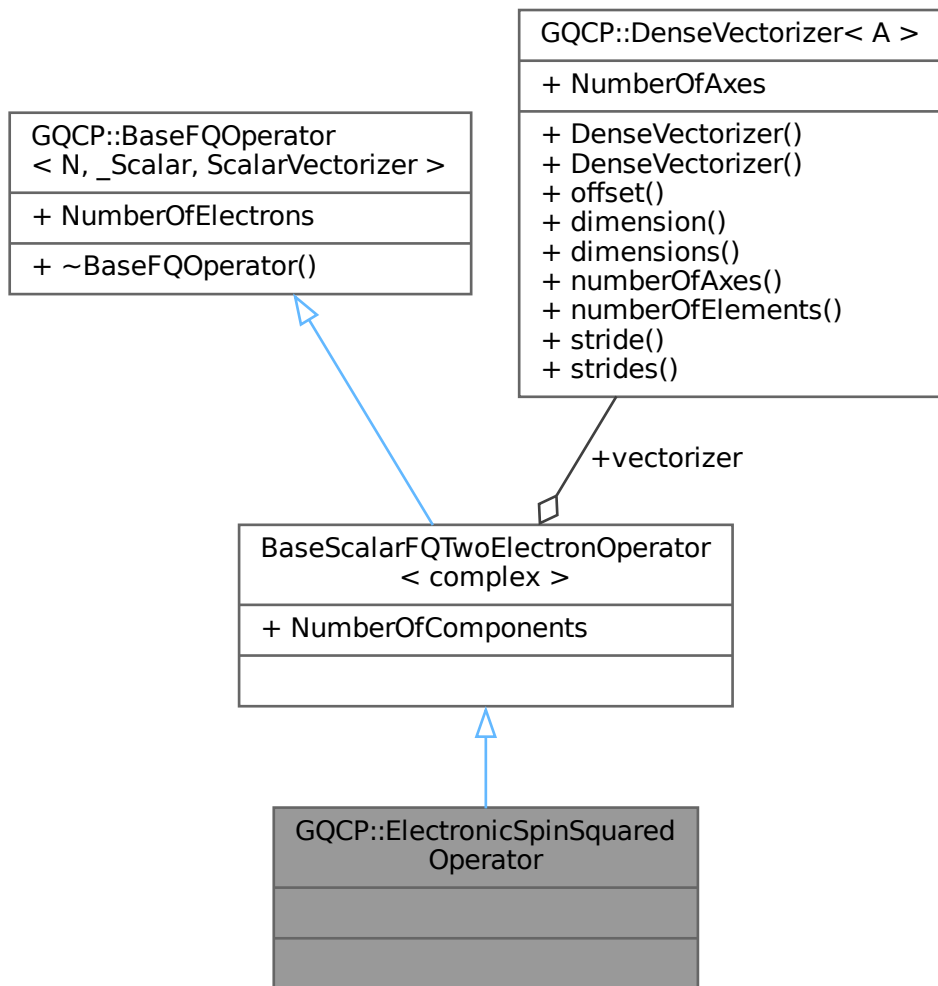 GQCP::DenseVectorizer< A >
+ NumberOfAxes
+ DenseVectorizer()
+ DenseVectorizer()
+ offset()
+ dimension()
+ dimensions()
+ numberOfAxes()
+ numberOfElements()
+ stride()
+ strides()
GQCP::BaseFQOperator
< N, _Scalar, ScalarVectorizer >
+ NumberOfElectrons
+ ~BaseFQOperator()
+vectorizer
BaseScalarFQTwoElectronOperator
< complex >
+ NumberOfComponents
GQCP::ElectronicSpinSquared
Operator